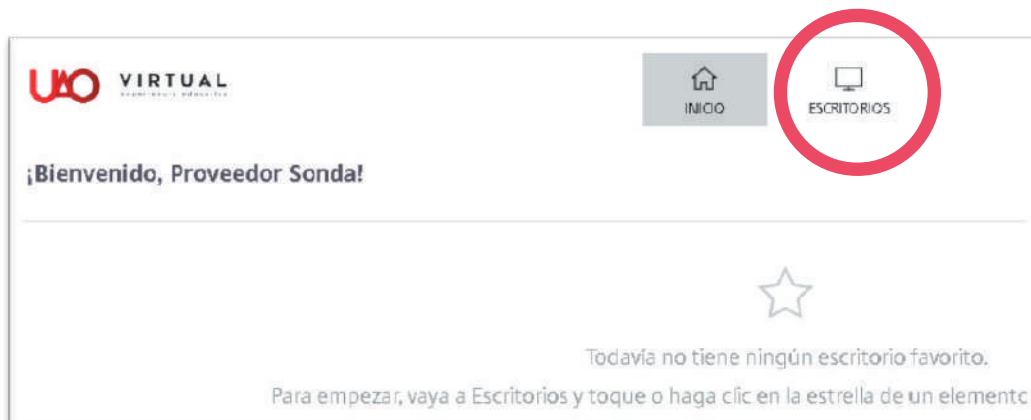 UAO VIRTUAL
INICIO
ESCRITORIOS
¡Bienvenido, Proveedor Sonda!
Todavía no tiene ningún escritorio favorito.
Para empezar, vaya a Escritorios y toque o haga clic en la estrella de un elemento